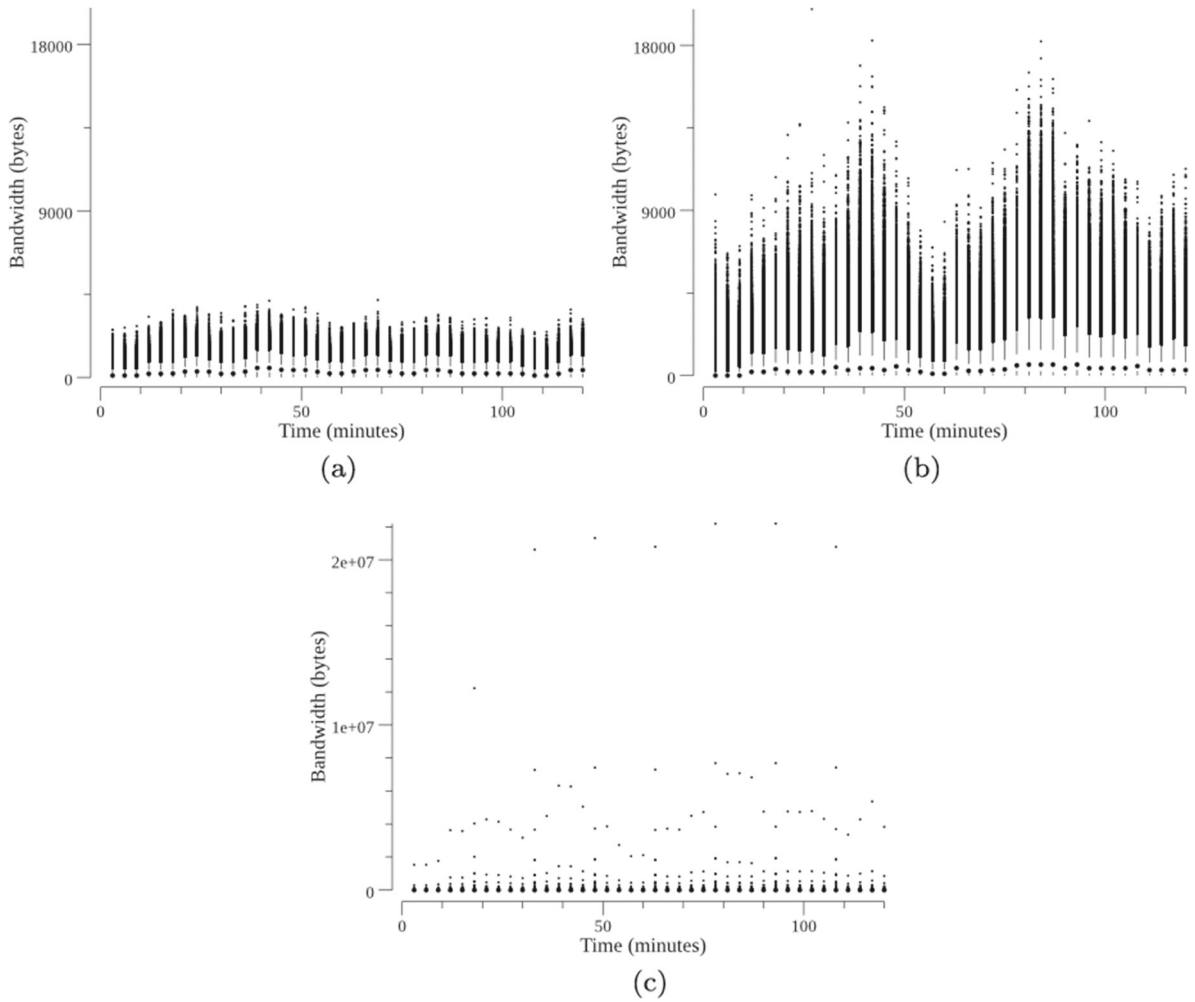 18000
9000
0
Bandwidth (bytes)
0 50 100
Time (minutes)
(a)
18000
9000
0
Bandwidth (bytes)
0 50 100
Time (minutes)
(b)
2e+07
1e+07
0
Bandwidth (bytes)
0 50 100
Time (minutes)
(c)